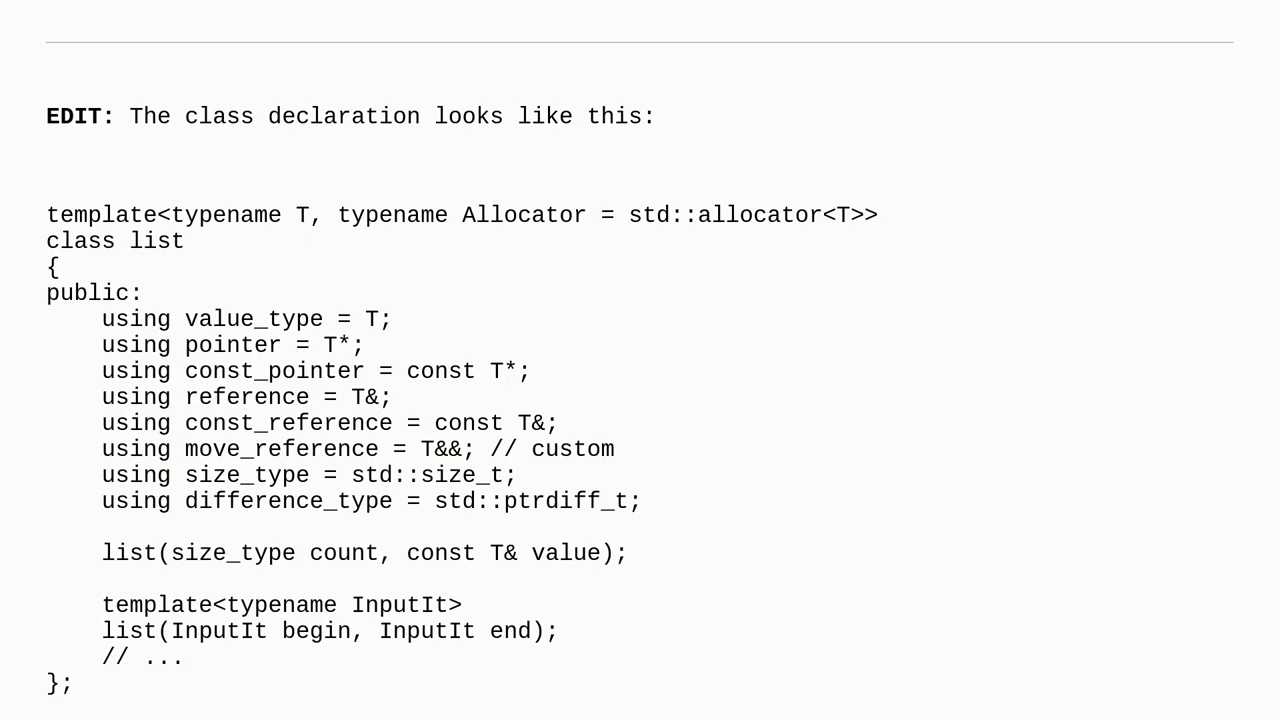 EDIT: The class declaration looks like this:
template<typename T, typename Allocator = std::allocator<T>>
class list
{
public:
    using value_type = T;
    using pointer = T*;
    using const_pointer = const T*;
    using reference = T&;
    using const_reference = const T&;
    using move_reference = T&&; // custom
    using size_type = std::size_t;
    using difference_type = std::ptrdiff_t;
    list(size_type count, const T& value);
    template<typename InputIt>
    list(InputIt begin, InputIt end);
    // ...
};